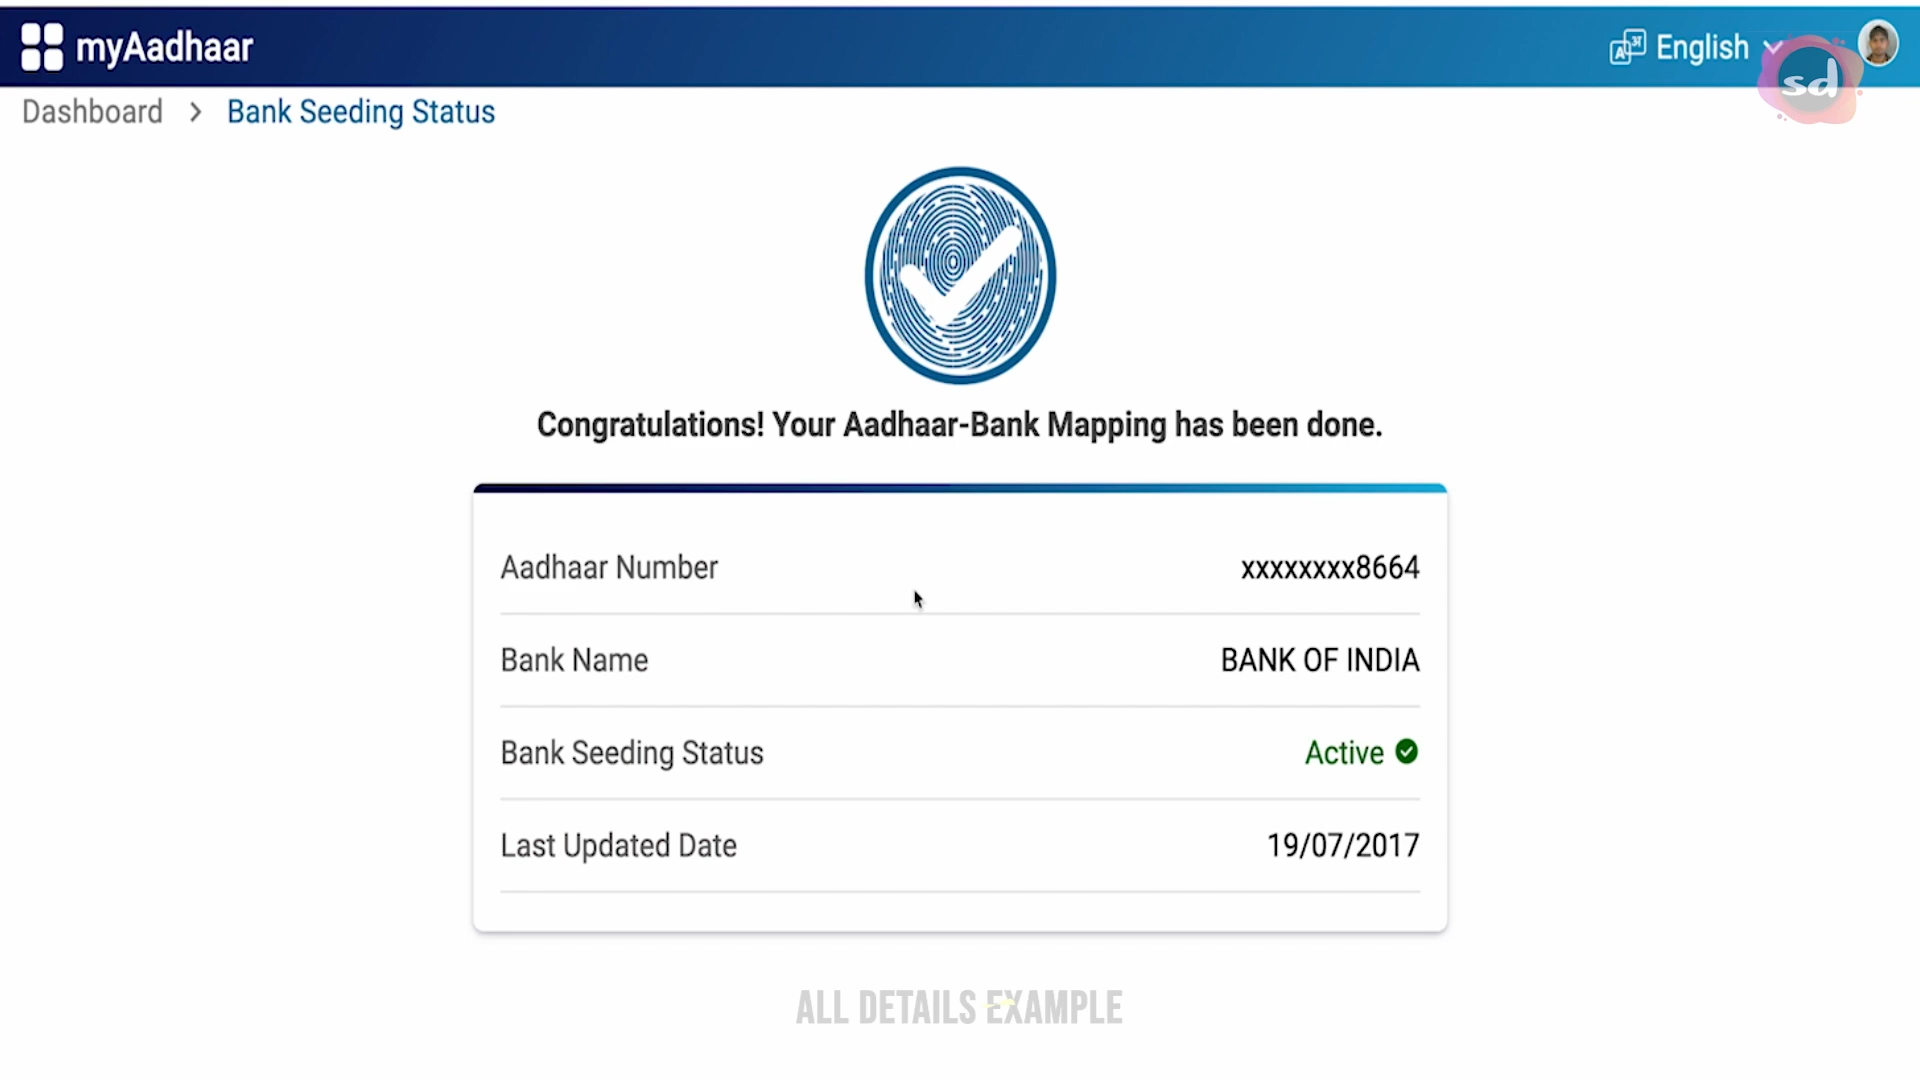 myAadhaar
English
sd
Dashboard > Bank Seeding Status
Congratulations! Your Aadhaar-Bank Mapping has been done.
Aadhaar Number xxxxxxxx8664
Bank Name BANK OF INDIA
Bank Seeding Status Active
Last Updated Date 19/07/2017
ALL DETAILS EXAMPLE